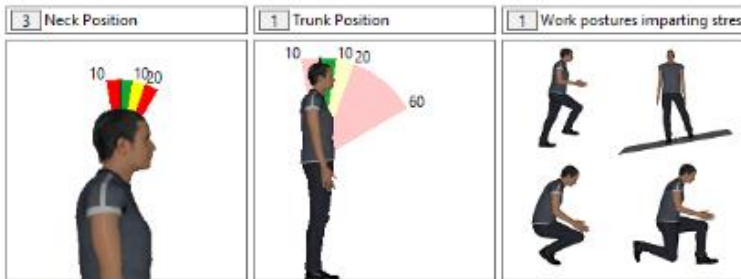 3 Neck Position
1 Trunk Position
1 Work postures imparting stres
10 10 20
10 10 20
60